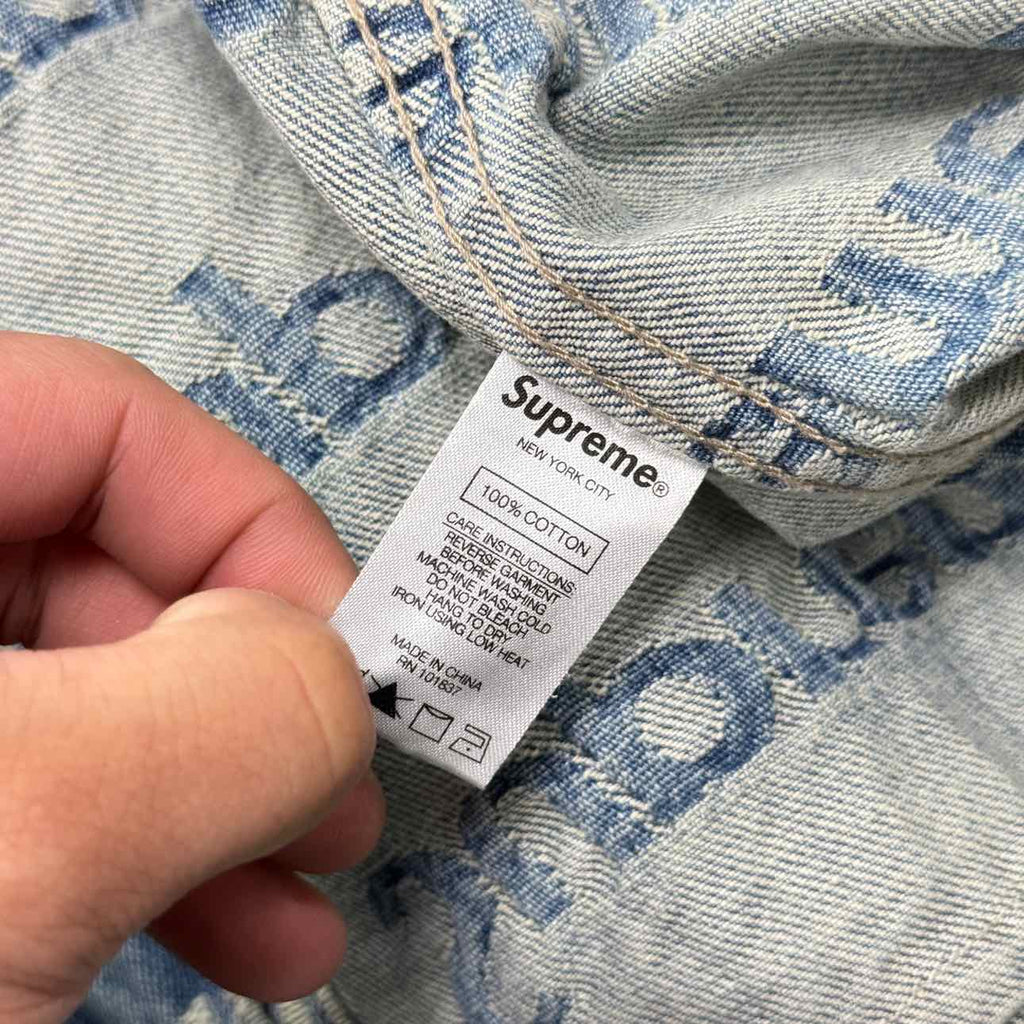 Supreme®
NEW YORK CITY
100% COTTON
CARE INSTRUCTIONS:
REVERSE GARMENT
BEFORE WASHING
MACHINE WASH COLD
DO NOT BLEACH
HANG TO DRY
IRON USING LOW HEAT
MADE IN CHINA
RN 101837